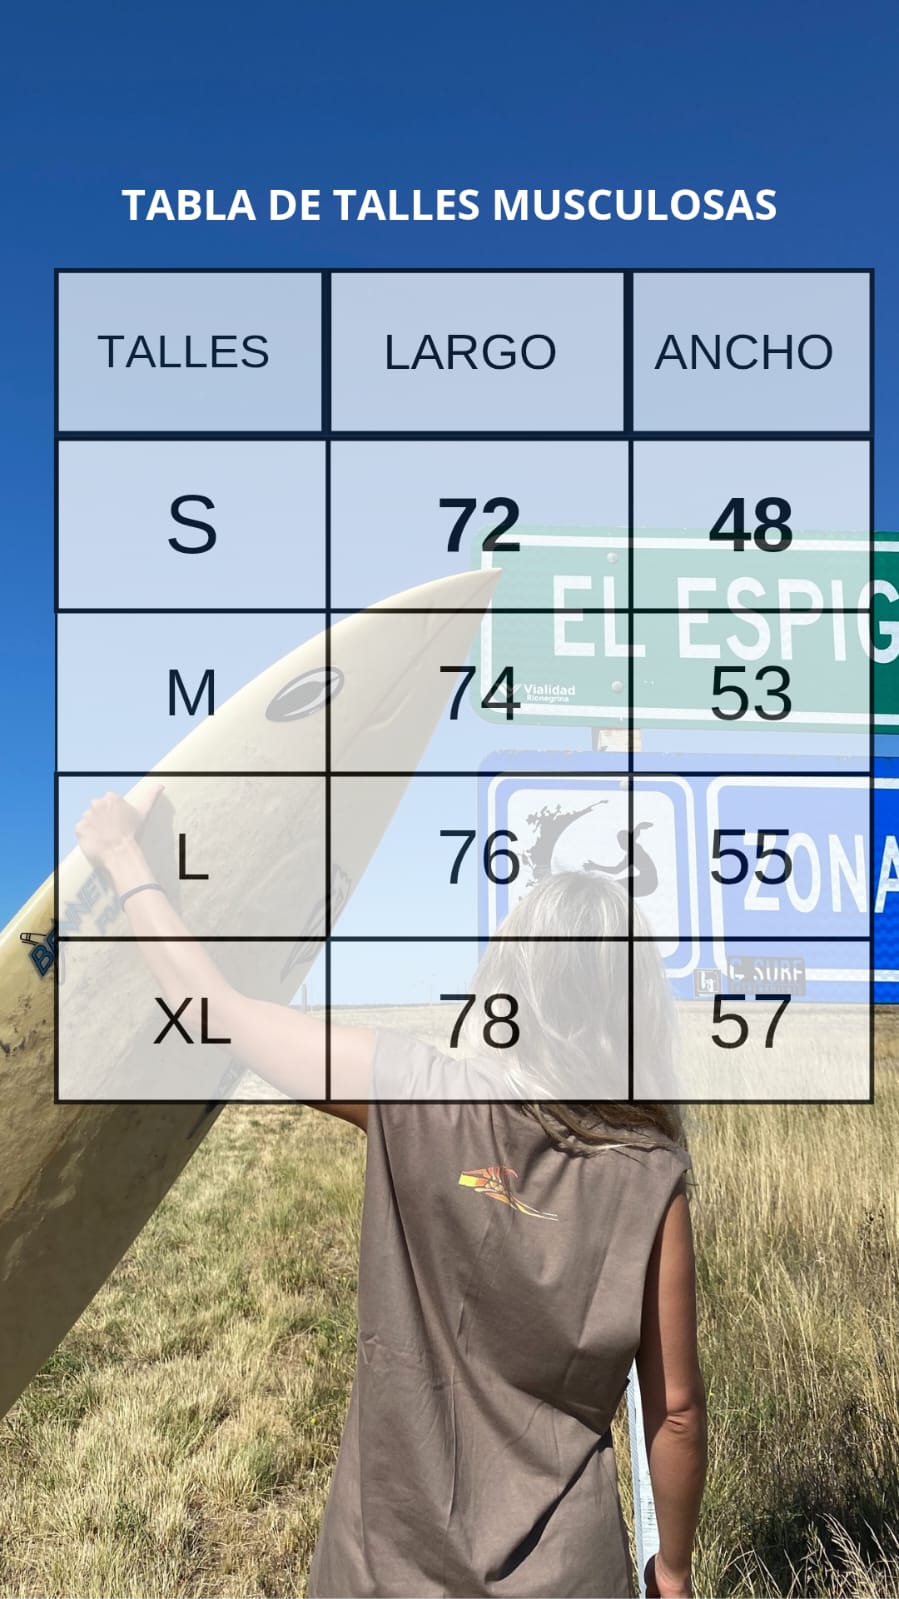 TABLA DE TALLES MUSCULOSAS
TALLES LARGO ANCHO
S 72 48
EL ESPIG
M 74 53
Vialidad
Rionegrina
L 76 55
ZONA
XL 78 57